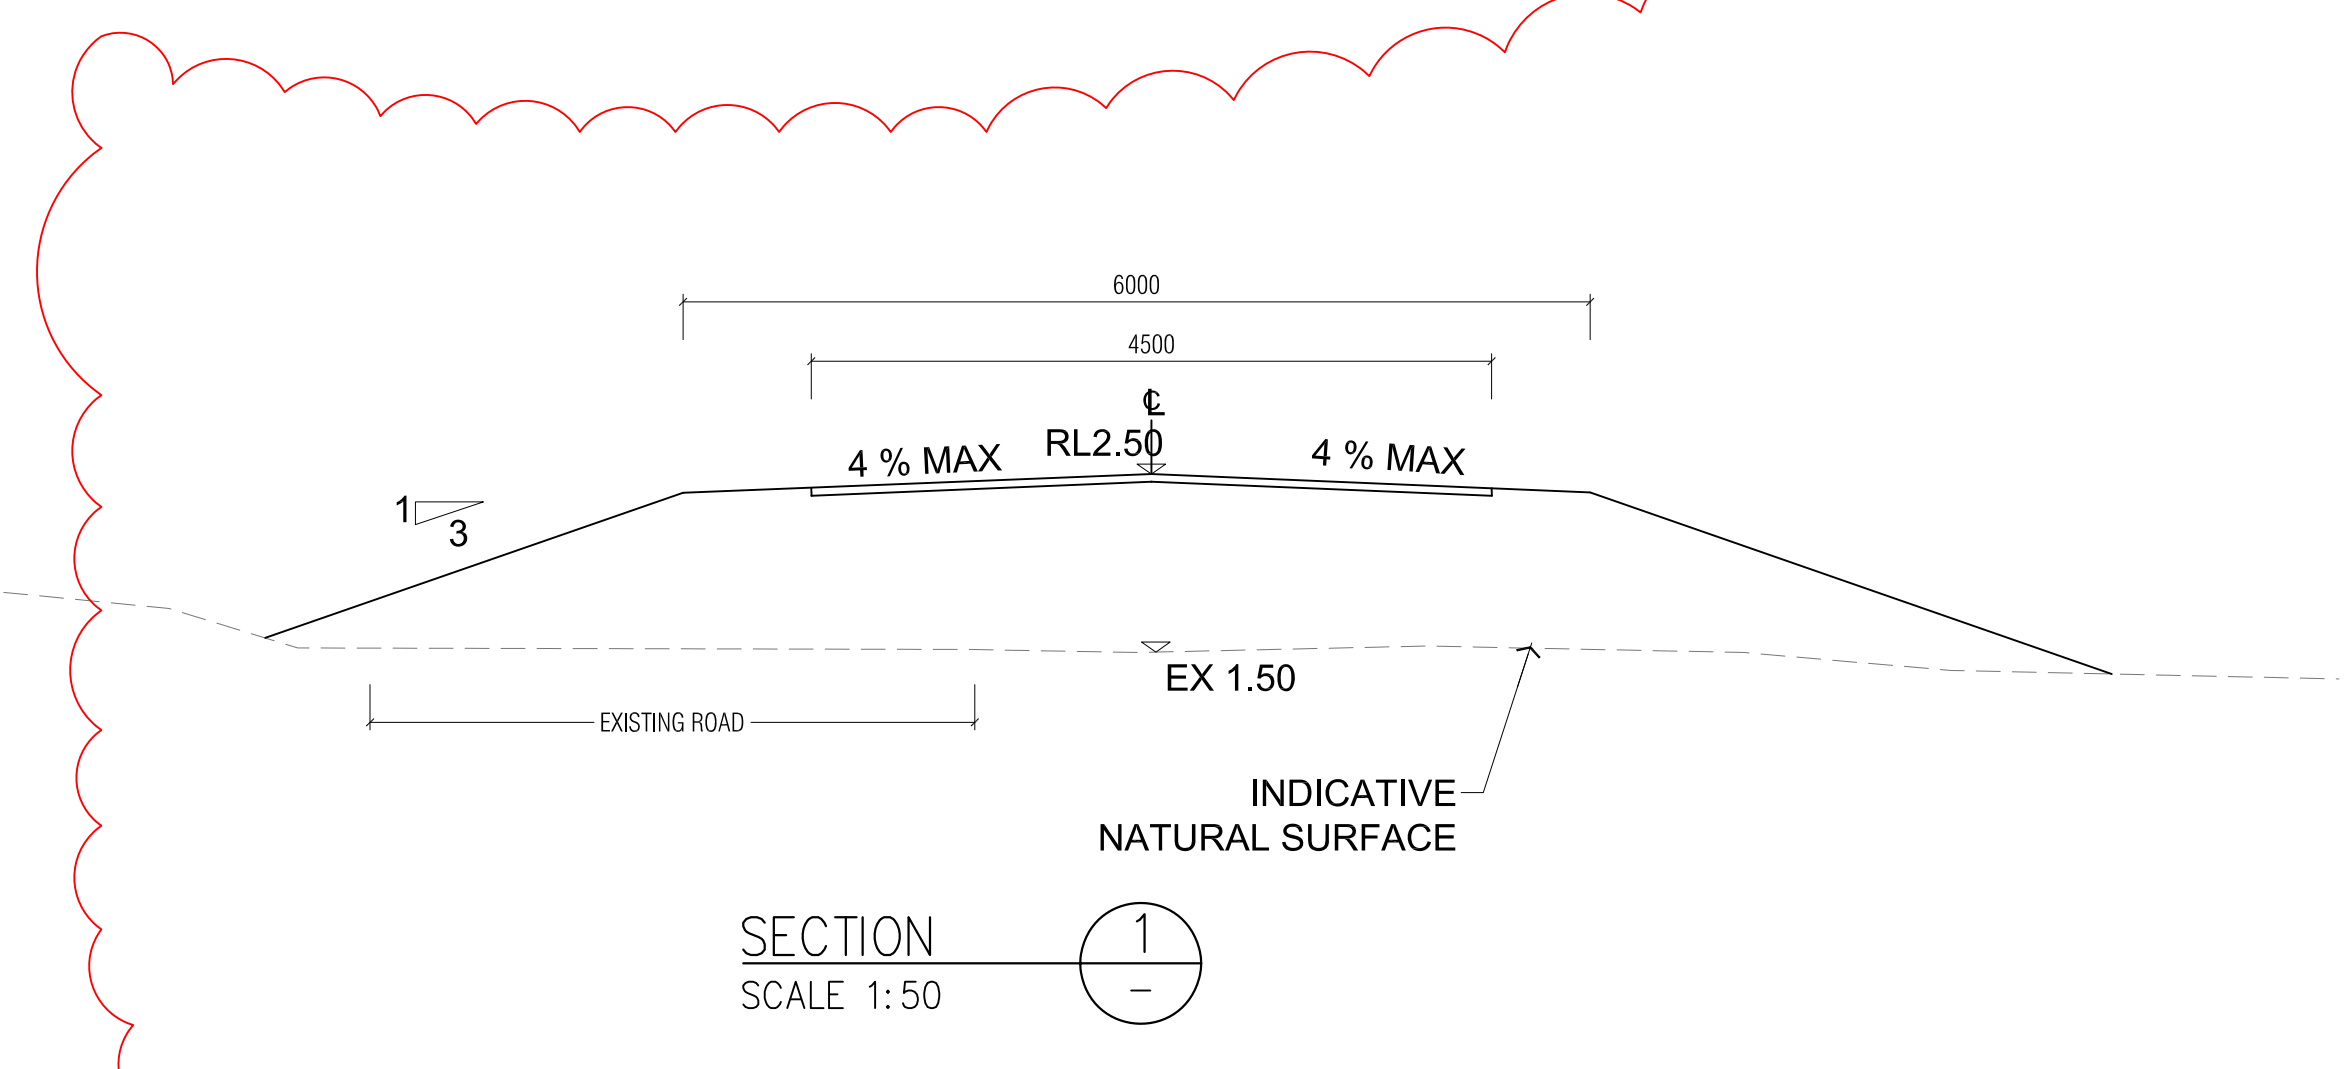 6000
4500
℄
RL2.50
4 % MAX
4 % MAX
1
3
EX 1.50
EXISTING ROAD
INDICATIVE
NATURAL SURFACE
SECTION
1
SCALE 1:50
-